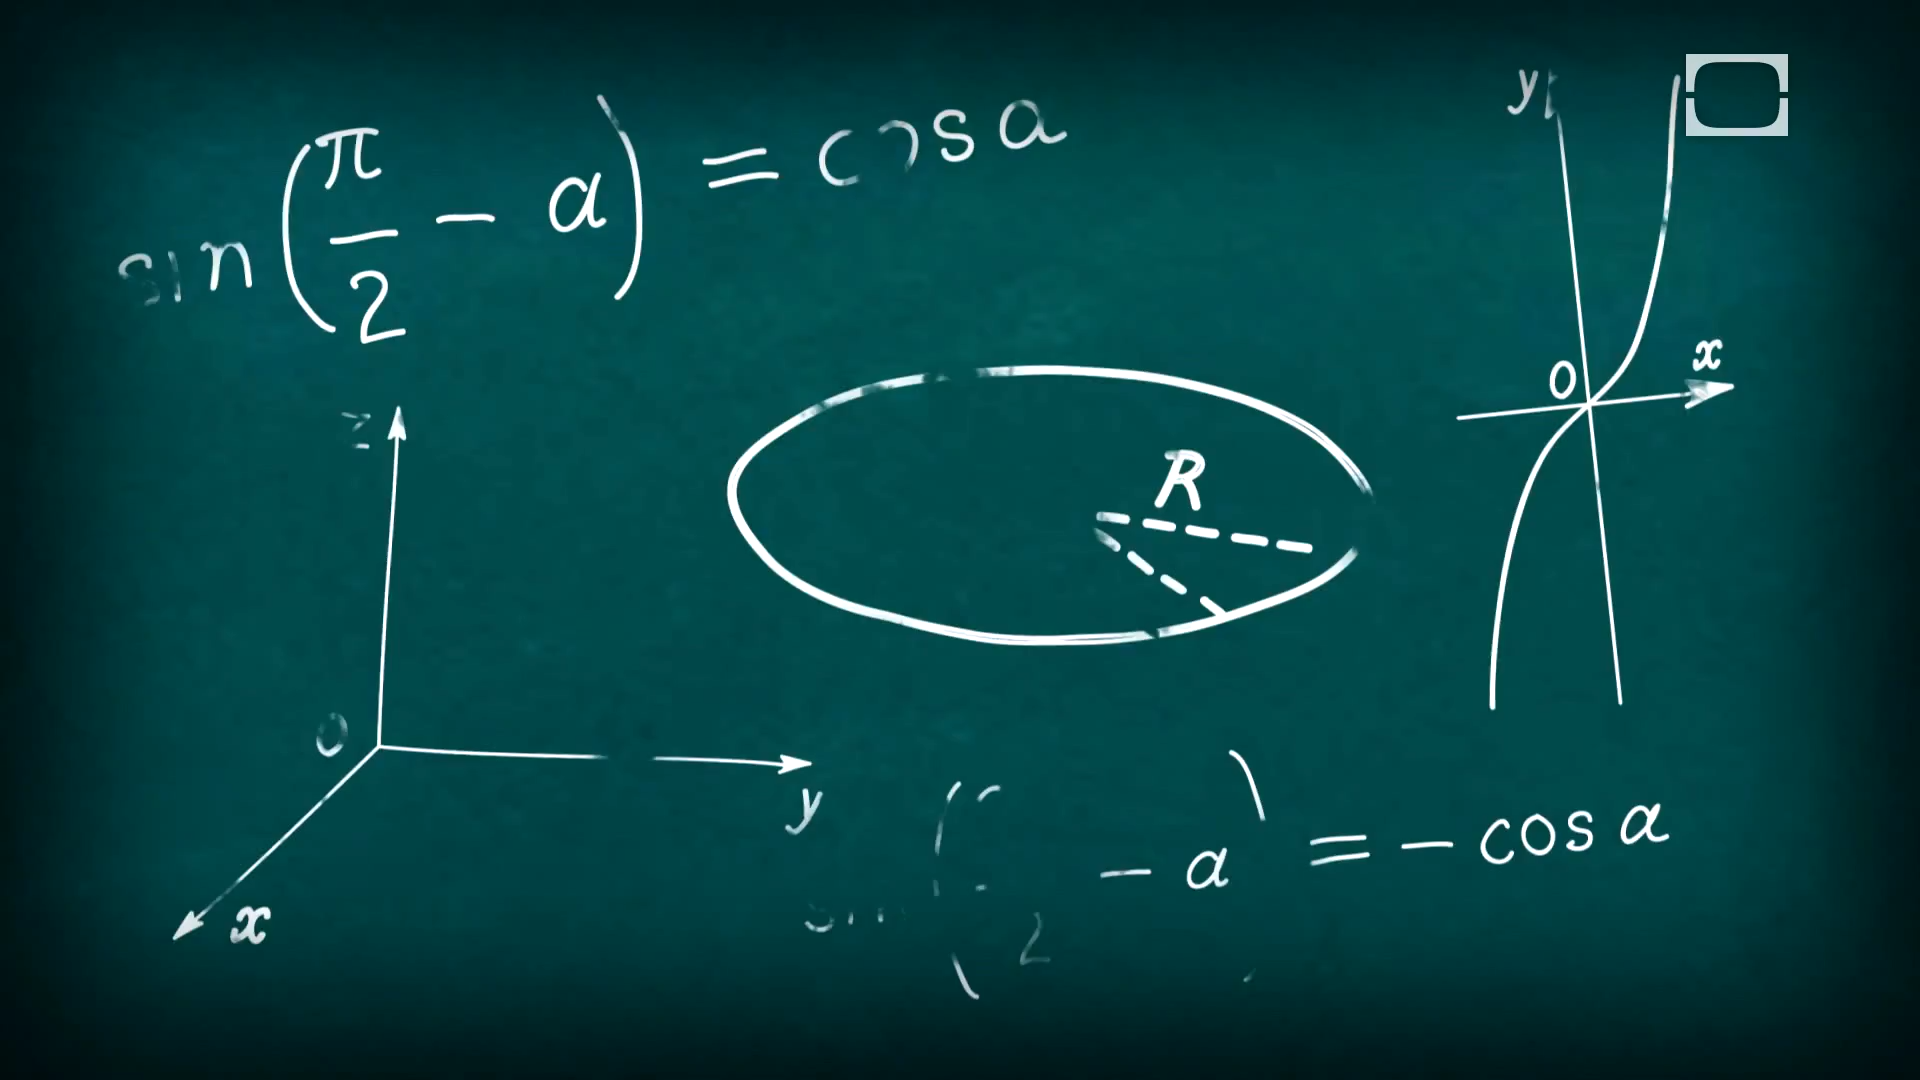 sin(π/2 - a) = cos a
y
x
0
R
z
0
y
x
- a = - cos a